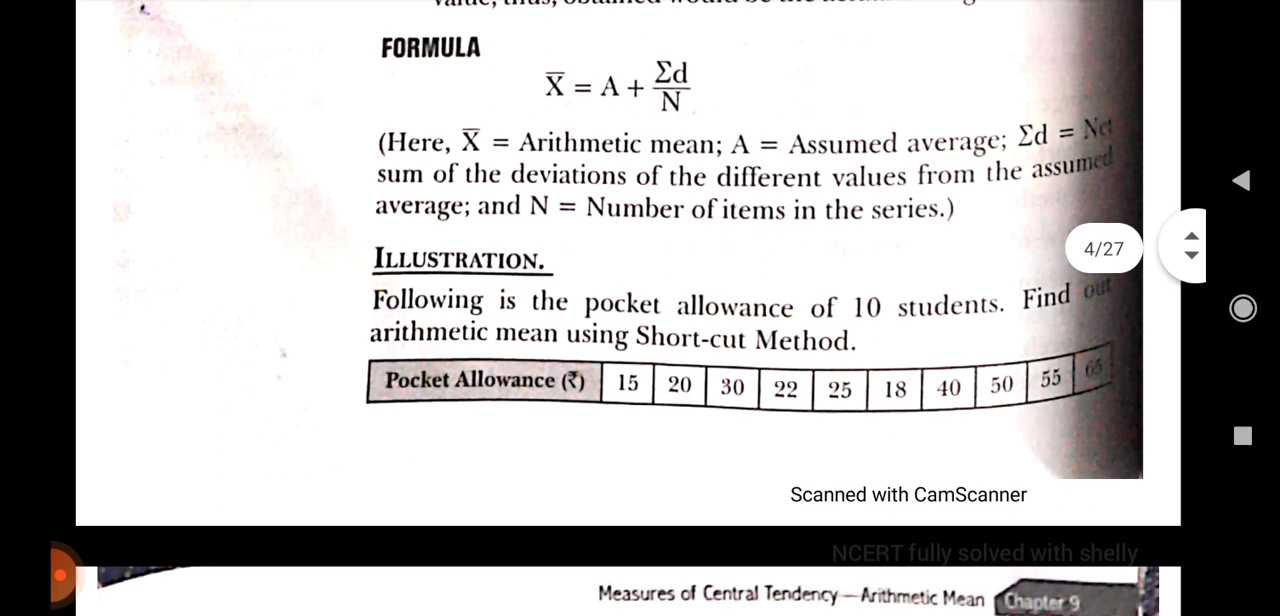 FORMULA
X̅ = A + Σd/N
(Here, X̅ = Arithmetic mean; A = Assumed average; Σd = Net
sum of the deviations of the different values from the assumed
average; and N = Number of items in the series.)
ILLUSTRATION.
4/27
Following is the pocket allowance of 10 students. Find out
arithmetic mean using Short-cut Method.
Pocket Allowance (₹) 15 20 30 22 25 18 40 50 55 65
Scanned with CamScanner
NCERT fully solved with shelly
Measures of Central Tendency—Arithmetic Mean Chapter 9